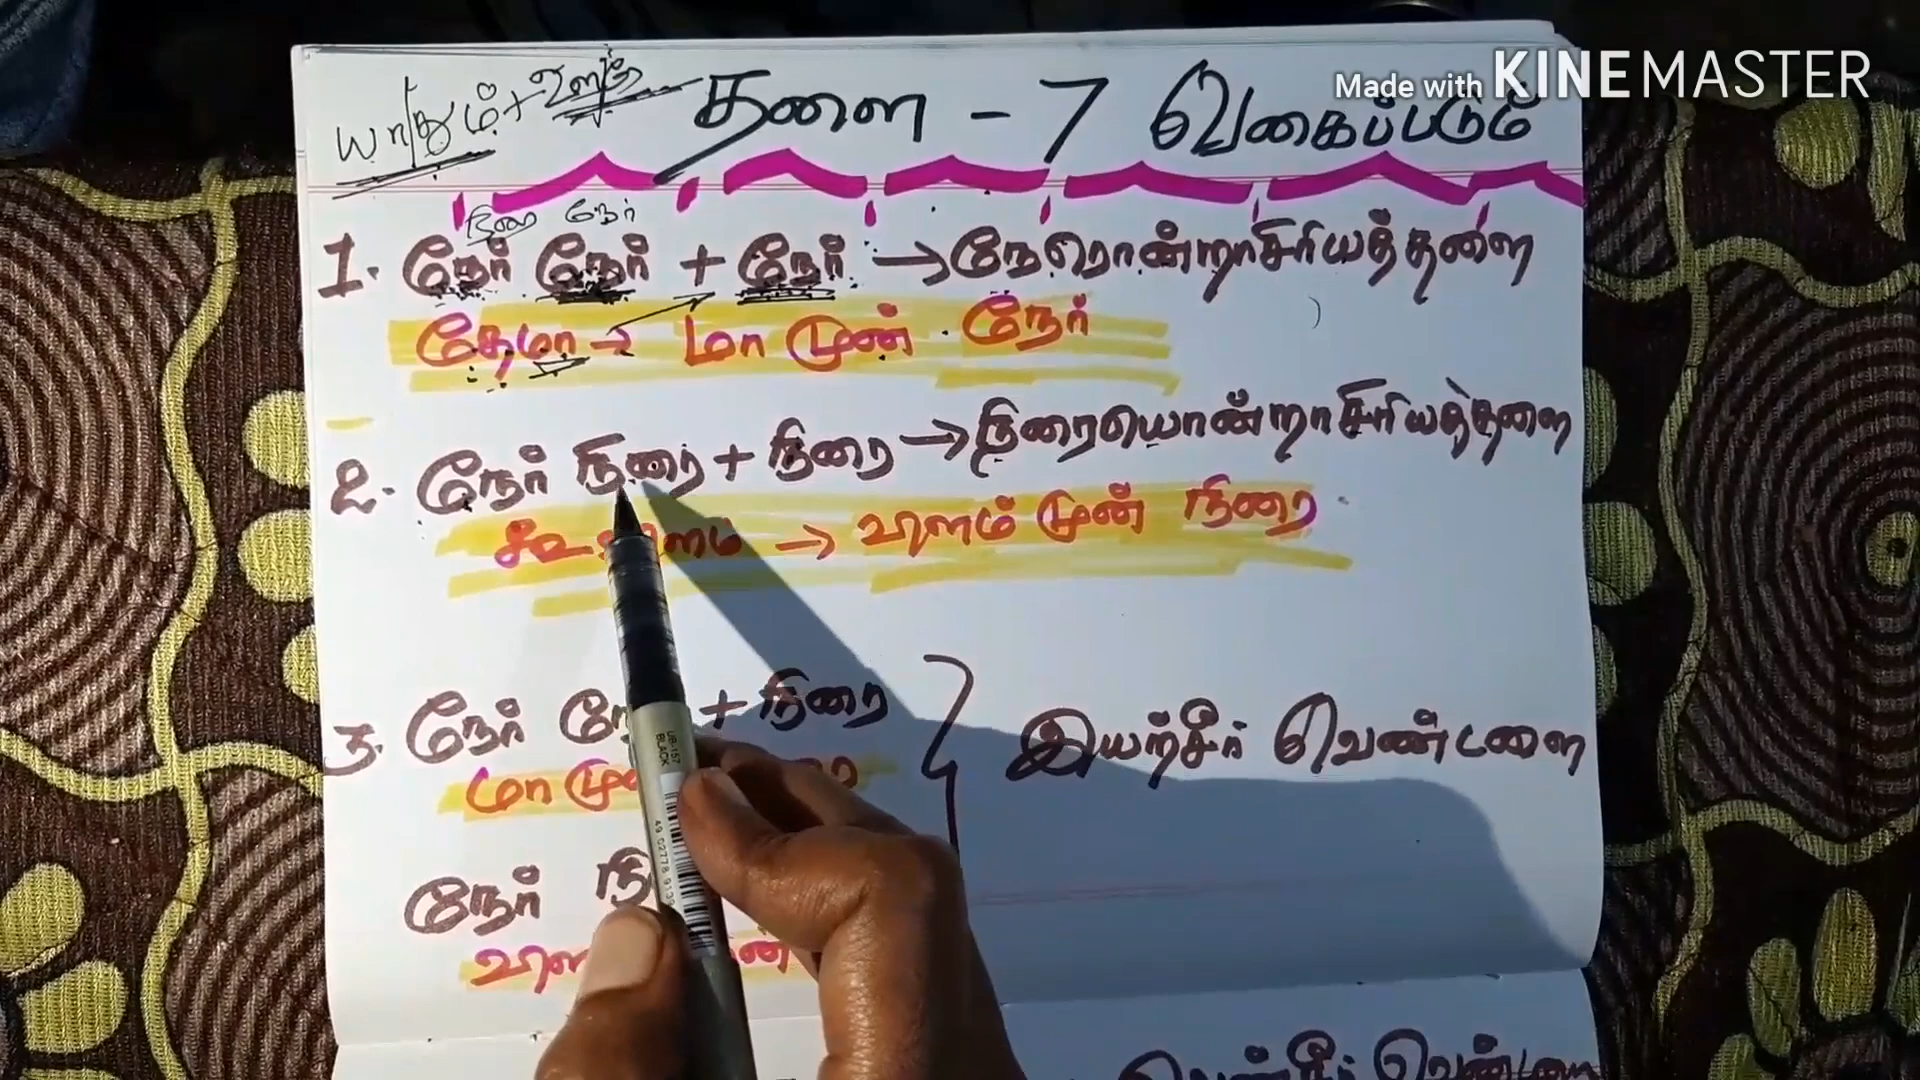 Made with KINEMASTER
யாதும் +
தளை - 7 வகைப்படும்
நிரை நேர்
1. நேர் நேர் + நேர் → நேரொன்றாசிரியத்தளை
தேமா → மா முன் நேர்
2. நேர் நிரை + நிரை → நிரையொன்றாசிரியத்தளை
→ விளம் முன் நிரை
3. நேர் + நிரை } இயற்சீர் வெண்டளை
மா
நேர்
வெண்சீர்